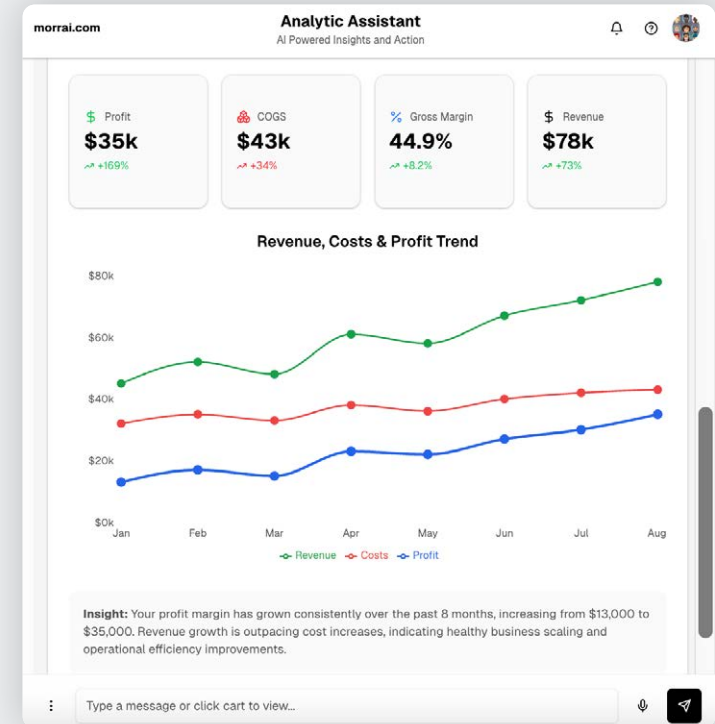 morrai.com
Analytic Assistant
AI Powered Insights and Action
$ Profit
$35k
+169%
COGS
$43k
+34%
% Gross Margin
44.9%
+8.2%
$ Revenue
$78k
+73%
Revenue, Costs & Profit Trend
$80k
$60k
$40k
$20k
$0k
Jan Feb Mar Apr May Jun Jul Aug
Revenue Costs Profit
Insight: Your profit margin has grown consistently over the past 8 months, increasing from $13,000 to
$35,000. Revenue growth is outpacing cost increases, indicating healthy business scaling and
operational efficiency improvements.
Type a message or click cart to view...